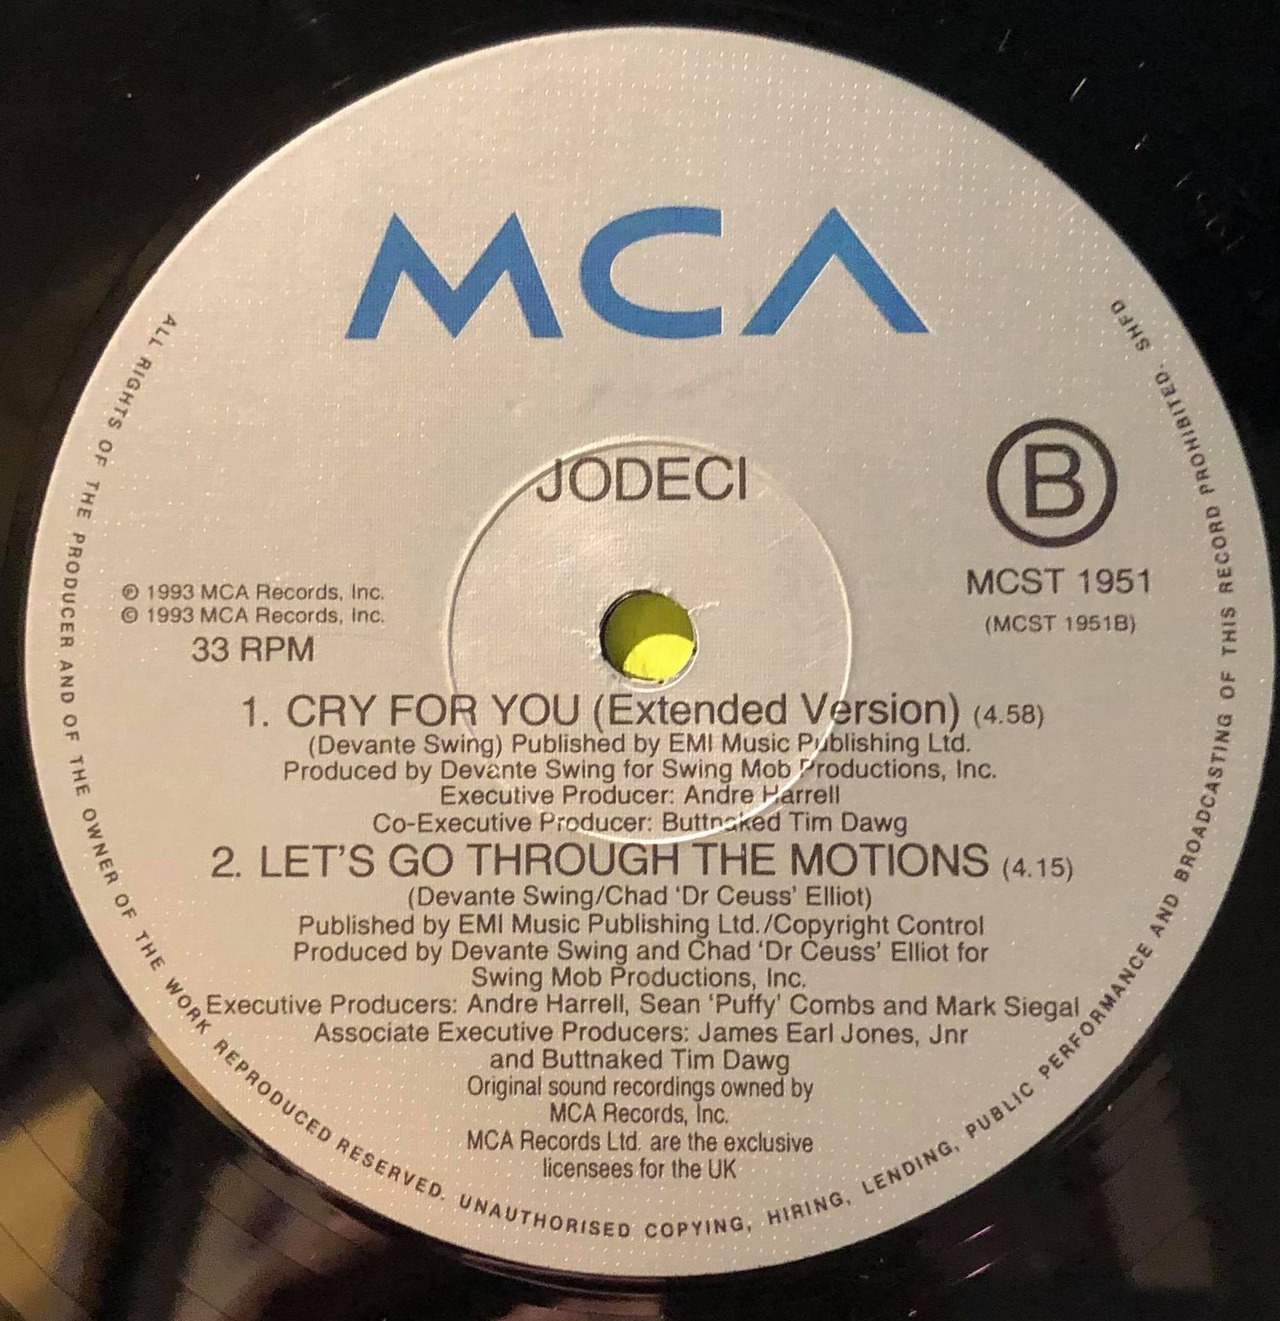 MCA
JODECI
B
MCST 1951
(MCST 1951B)
℗ 1993 MCA Records, Inc.
© 1993 MCA Records, Inc.
33 RPM
1. CRY FOR YOU (Extended Version) (4.58)
(Devante Swing) Published by EMI Music Publishing Ltd.
Produced by Devante Swing for Swing Mob Productions, Inc.
Executive Producer: Andre Harrell
Co-Executive Producer: Buttnaked Tim Dawg
2. LET'S GO THROUGH THE MOTIONS (4.15)
(Devante Swing/Chad 'Dr Ceuss' Elliot)
Published by EMI Music Publishing Ltd./Copyright Control
Produced by Devante Swing and Chad 'Dr Ceuss' Elliot for
Swing Mob Productions, Inc.
Executive Producers: Andre Harrell, Sean 'Puffy' Combs and Mark Siegal
Associate Executive Producers: James Earl Jones, Jnr
and Buttnaked Tim Dawg
Original sound recordings owned by
MCA Records, Inc.
MCA Records Ltd. are the exclusive
licensees for the UK
ALL RIGHTS OF THE PRODUCER AND OF THE OWNER OF THE WORK REPRODUCED RESERVED. UNAUTHORISED COPYING, HIRING, LENDING, PUBLIC PERFORMANCE AND BROADCASTING OF THIS RECORD PROHIBITED. SHFD